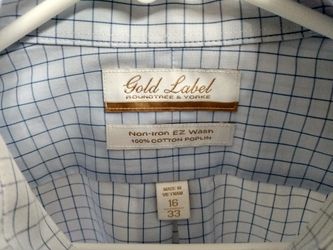 Gold Label
ROUNDTREE & YORKE
Non-Iron EZ Wash
100% COTTON POPLIN
MADE IN
VIETNAM
16
33